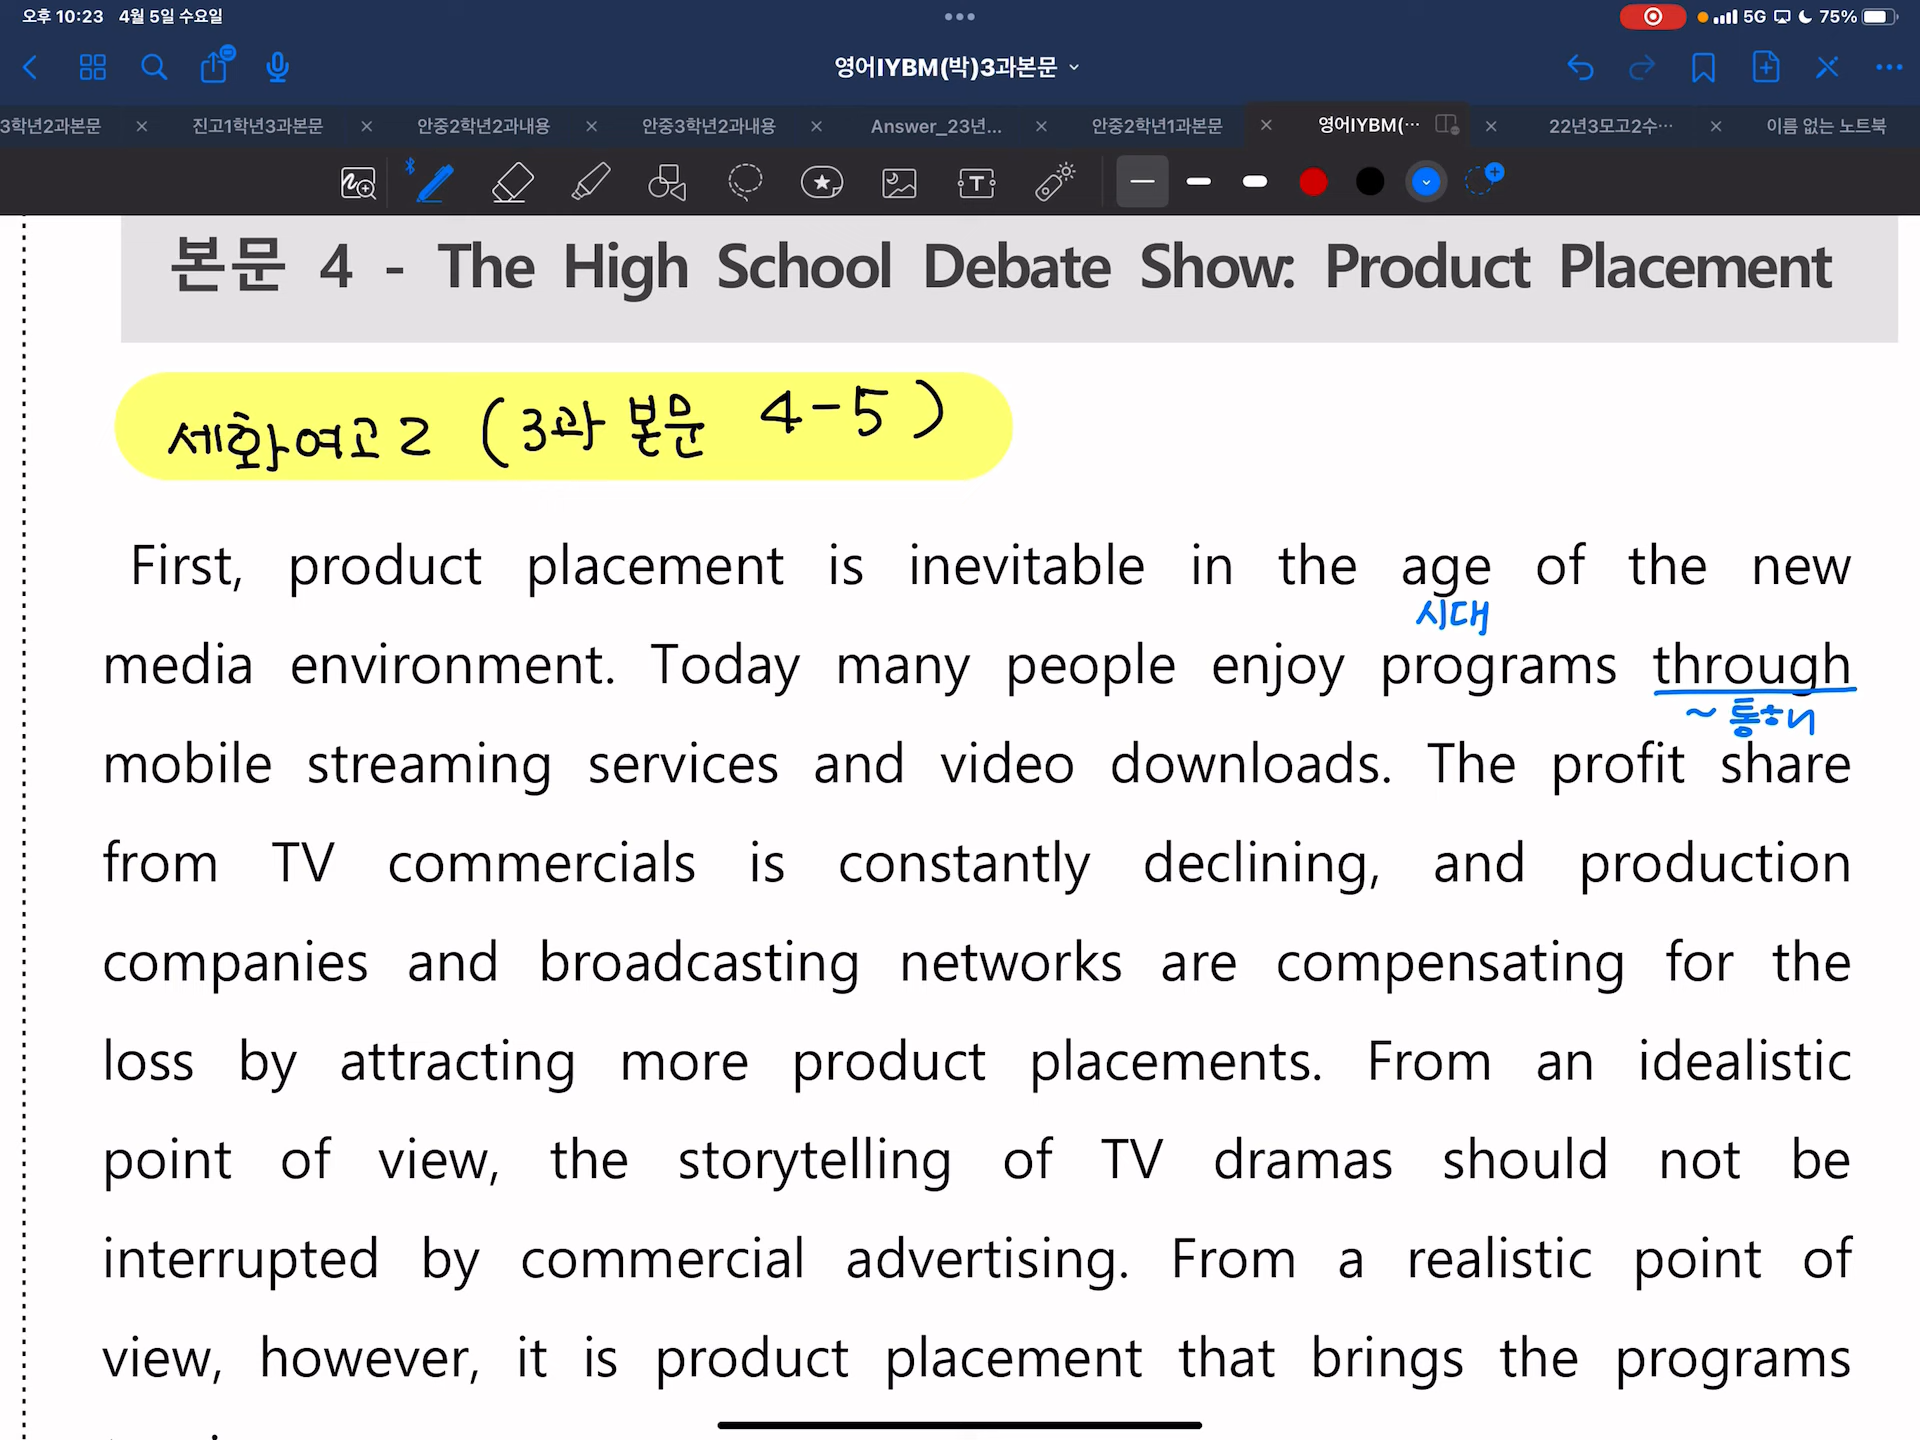 오후 10:23 4월 5일 수요일
5G 75%
영어IYBM(박)3과본문
3학년2과본문 진고1학년3과본문 안중2학년2과내용 안중3학년2과내용 Answer_23년... 안중2학년1과본문 영어IYBM(... 22년3모고2수... 이름 없는 노트북
본문 4 - The High School Debate Show: Product Placement
세화여고2 (3과 본문 4-5)
First, product placement is inevitable in the age of the new
시대
media environment. Today many people enjoy programs through
~ 통해
mobile streaming services and video downloads. The profit share
from TV commercials is constantly declining, and production
companies and broadcasting networks are compensating for the
loss by attracting more product placements. From an idealistic
point of view, the storytelling of TV dramas should not be
interrupted by commercial advertising. From a realistic point of
view, however, it is product placement that brings the programs